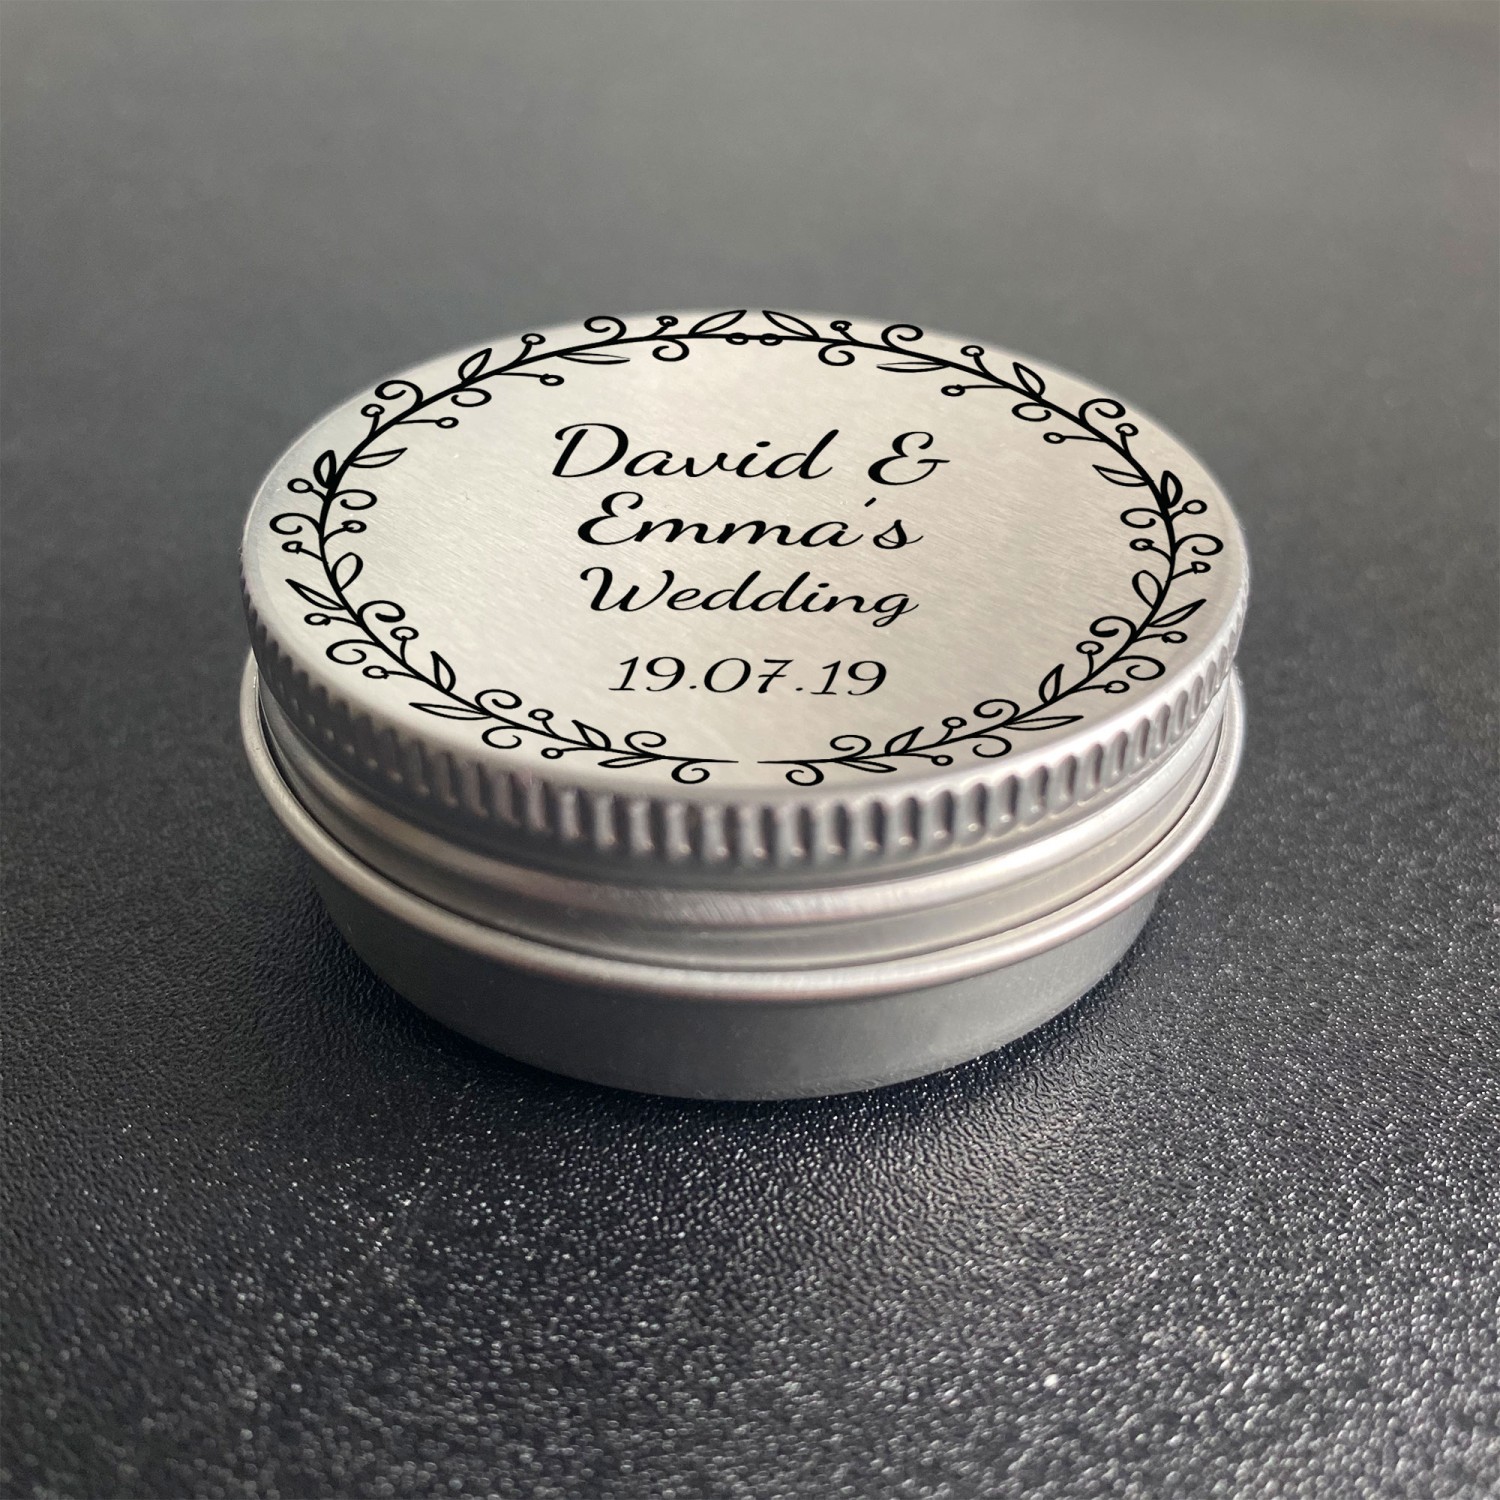 David &
Emma's
Wedding
19.07.19